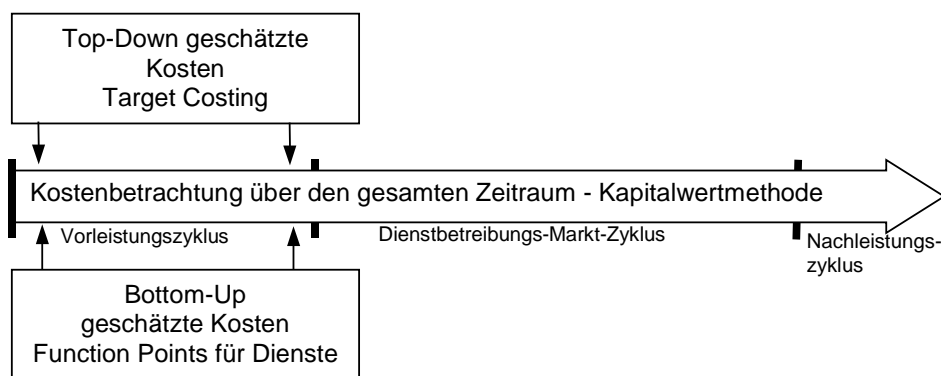 Top-Down geschätzte
Kosten
Target Costing
Kostenbetrachtung über den gesamten Zeitraum - Kapitalwertmethode
Vorleistungszyklus
Dienstbetreibungs-Markt-Zyklus
Nachleistungs-
zyklus
Bottom-Up
geschätzte Kosten
Function Points für Dienste